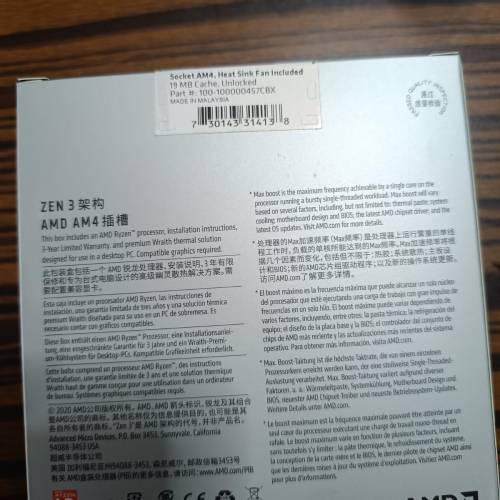 Socket AM4, Heat Sink Fan Included
19 MB Cache, Unlocked
Part #: 100-100000457CBX
MADE IN MALAYSIA
7 30143 31413 8
QUALITY INSPECTION
通过
ZEN 3 架构
AMD AM4 插槽
This box includes an AMD Ryzen™ processor, installation instructions,
3-Year Limited Warranty, and premium Wraith thermal solution
designed for use in a desktop PC. Compatible graphics required.
此包装盒包括一个 AMD 锐龙处理器、安装说明、3 年有限
保修和专为台式电脑设计的高级幽灵散热解决方案。需
要配置兼容显卡。
Esta caja incluye un procesador AMD Ryzen, las instrucciones de
instalación, una garantía limitada de tres años y una solución térmica
premium Wraith diseñada para su uso en un PC de sobremesa. Es
necesario contar con gráficos compatibles.
Diese Box enthält einen AMD Ryzen™ Prozessor, eine Installationsanlei-
tung, eine eingeschränkte Garantie für 3 Jahre und ein Wraith-Premi-
um-Kühlsystem für Desktop-PCs. Kompatible Grafikeinheit erforderlich.
Cette boîte comprend un processeur AMD Ryzen™, des instructions
d'installation, une garantie limitée de 3 ans et une solution thermique
Wraith haut de gamme conçue pour une utilisation dans un ordinateur
de bureau. Systèmes graphiques compatibles requis.
© 2020 AMD公司版权所有。AMD, AMD 箭头标识, 锐龙及其组合
是AMD公司的商标。其他名称仅为信息提供目的, 也可能是其
各自所有者的商标。"Zen 3"是 AMD 架构的代号, 并非产品名。
Advanced Micro Devices, P.O. Box 3453, Sunnyvale, California
94088-3453 USA
超威半导体公司
美国 加利福尼亚州94088-3453, 森尼威尔, 邮政信箱3453号
有关 AMD盒装处理器 (PIB) 的更多信息, 请访问: www.AMD.com/PIB
* Max boost is the maximum frequency achievable by a single core on the
processor running a bursty single-threaded workload. Max boost will vary
based on several factors, including, but not limited to: thermal paste; system
cooling; motherboard design and BIOS; the latest AMD chipset driver; and the
latest OS updates. Visit AMD.com to learn more.
* 处理器的Max加速频率 (Max频率) 是处理器上运行重量的单线
程工作时,负载的单核所能达到的Max频率。Max加速频率将根
据几个因素而变化, 包括但不限于: 热胶; 系统散热; 主板设
计和BIOS; 新的AMD芯片组驱动程序; 以及新的操作系统更新。
访问AMD.com了解更多详情。
* El boost máximo es la frecuencia máxima que puede alcanzar un solo núcleo
del procesador que esté ejecutando una carga de trabajo con gran impulso de
frecuencias en un solo hilo. El boost máximo puede variar dependiendo de
varios factores, incluyendo, entre otros: la pasta térmica; la refrigeración del
equipo; el diseño de la placa base y la BIOS; el controlador del conjunto de
chips de AMD más reciente y las actualizaciones más recientes del sistema
operativo. Para obtener más información, visita AMD.com.
* Max. Boost-Taktung ist die höchste Taktrate, die von einem einzelnen
Prozessorkern erreicht werden kann, der eine stoßweise Single-Threaded-
Auslastung verarbeitet. Max. Boost-Taktung variiert aufgrund diverser
Faktoren, u. a.: Wärmeleitpaste, Systemkühlung, Motherboard Design und
BIOS, neuester AMD Chipset-Treiber und neueste Betriebssystem-Updates.
Weitere Details unter AMD.com.
* Le boost maximum est la fréquence maximale pouvant être atteinte par un
seul cœur du processeur exécutant une charge de travail mono-thread en
rafale. Le boost maximum varie en fonction de plusieurs facteurs, incluant
sans toutefois s'y limiter : la pâte thermique, le refroidissement du système,
la conception de la carte mère et le BIOS, le dernier pilote de chipset AMD ainsi
que les dernières mises à jour du système d'exploitation. Visitez AMD.com
pour plus d'informations.
AMD